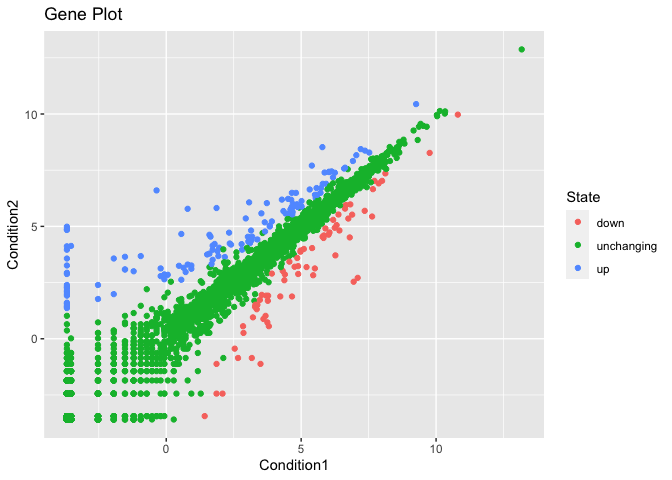 Gene Plot
Condition2
10
5
0
0
5
10
Condition1
State
down
unchanging
up